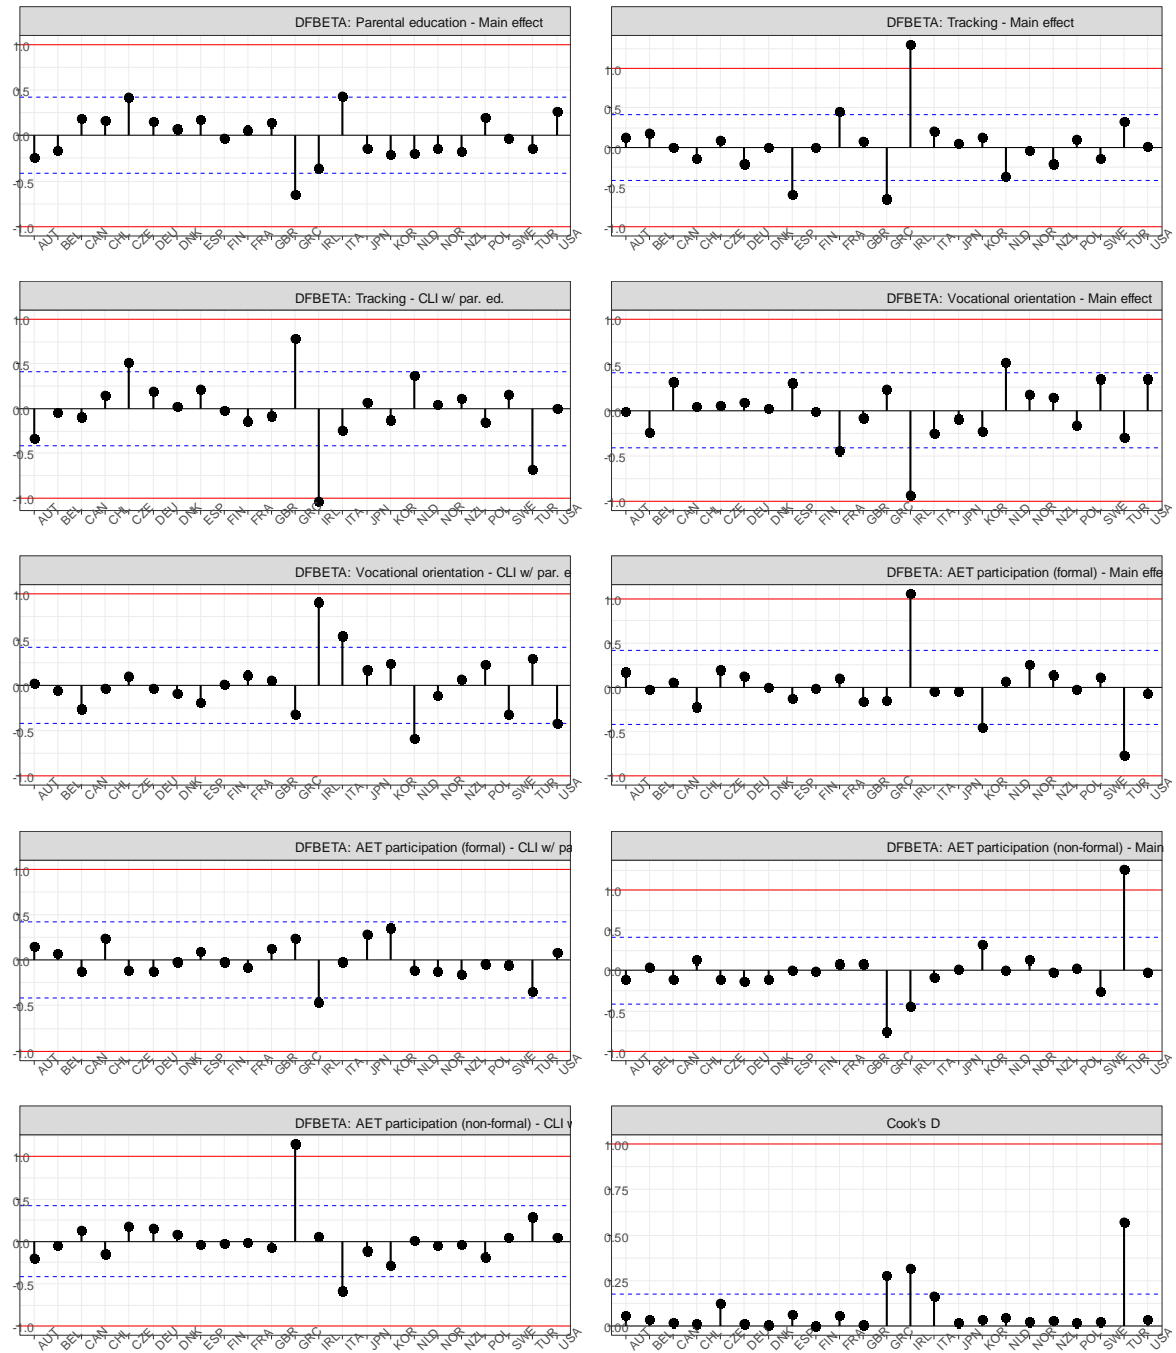 DFBETA: Parental education - Main effect
1.0
0.5
0.0
-0.5
-1.0
AUT BEL CAN CHL CZE DEU DNK ESP FIN FRA GBR GRC IRL ITA JPN KOR NLD NOR NZL POL SWE TUR USA
DFBETA: Tracking - Main effect
1.0
0.5
0.0
-0.5
-1.0
AUT BEL CAN CHL CZE DEU DNK ESP FIN FRA GBR GRC IRL ITA JPN KOR NLD NOR NZL POL SWE TUR USA
DFBETA: Tracking - CLI w/ par. ed.
1.0
0.5
0.0
-0.5
-1.0
AUT BEL CAN CHL CZE DEU DNK ESP FIN FRA GBR GRC IRL ITA JPN KOR NLD NOR NZL POL SWE TUR USA
DFBETA: Vocational orientation - Main effect
1.0
0.5
0.0
-0.5
-1.0
AUT BEL CAN CHL CZE DEU DNK ESP FIN FRA GBR GRC IRL ITA JPN KOR NLD NOR NZL POL SWE TUR USA
DFBETA: Vocational orientation - CLI w/ par. e
1.0
0.5
0.0
-0.5
-1.0
AUT BEL CAN CHL CZE DEU DNK ESP FIN FRA GBR GRC IRL ITA JPN KOR NLD NOR NZL POL SWE TUR USA
DFBETA: AET participation (formal) - Main effe
1.0
0.5
0.0
-0.5
-1.0
AUT BEL CAN CHL CZE DEU DNK ESP FIN FRA GBR GRC IRL ITA JPN KOR NLD NOR NZL POL SWE TUR USA
DFBETA: AET participation (formal) - CLI w/ pa
1.0
0.5
0.0
-0.5
-1.0
AUT BEL CAN CHL CZE DEU DNK ESP FIN FRA GBR GRC IRL ITA JPN KOR NLD NOR NZL POL SWE TUR USA
DFBETA: AET participation (non-formal) - Main
1.0
0.5
0.0
-0.5
-1.0
AUT BEL CAN CHL CZE DEU DNK ESP FIN FRA GBR GRC IRL ITA JPN KOR NLD NOR NZL POL SWE TUR USA
DFBETA: AET participation (non-formal) - CLI w
1.0
0.5
0.0
-0.5
-1.0
AUT BEL CAN CHL CZE DEU DNK ESP FIN FRA GBR GRC IRL ITA JPN KOR NLD NOR NZL POL SWE TUR USA
Cook's D
1.00
0.75
0.50
0.25
0.00
AUT BEL CAN CHL CZE DEU DNK ESP FIN FRA GBR GRC IRL ITA JPN KOR NLD NOR NZL POL SWE TUR USA